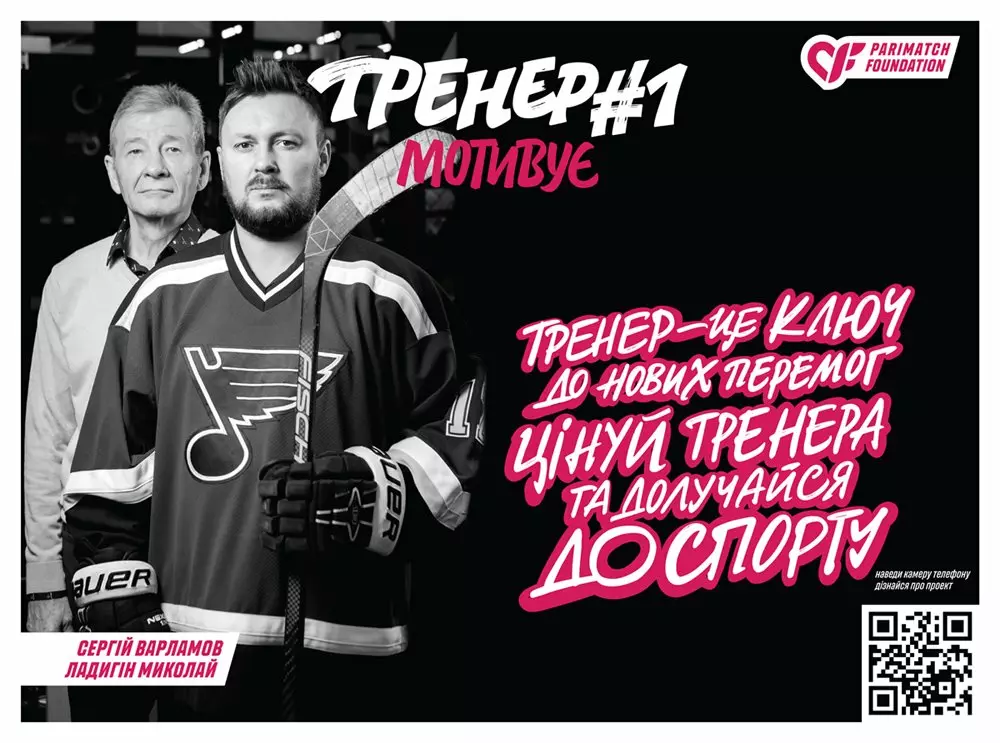 ТРЕНЕР#1
МОТИВУЄ
PARIMATCH
FOUNDATION
ТРЕНЕР–ЦЕ КЛЮЧ
ДО НОВИХ ПЕРЕМОГ
ЦІНУЙ ТРЕНЕРА
ТА ДОЛУЧАЙСЯ
ДО СПОРТУ
наведи камеру телефону
дізнайся про проект
FISCH
BAUER
СЕРГІЙ ВАРЛАМОВ
ЛАДИГІН МИКОЛАЙ